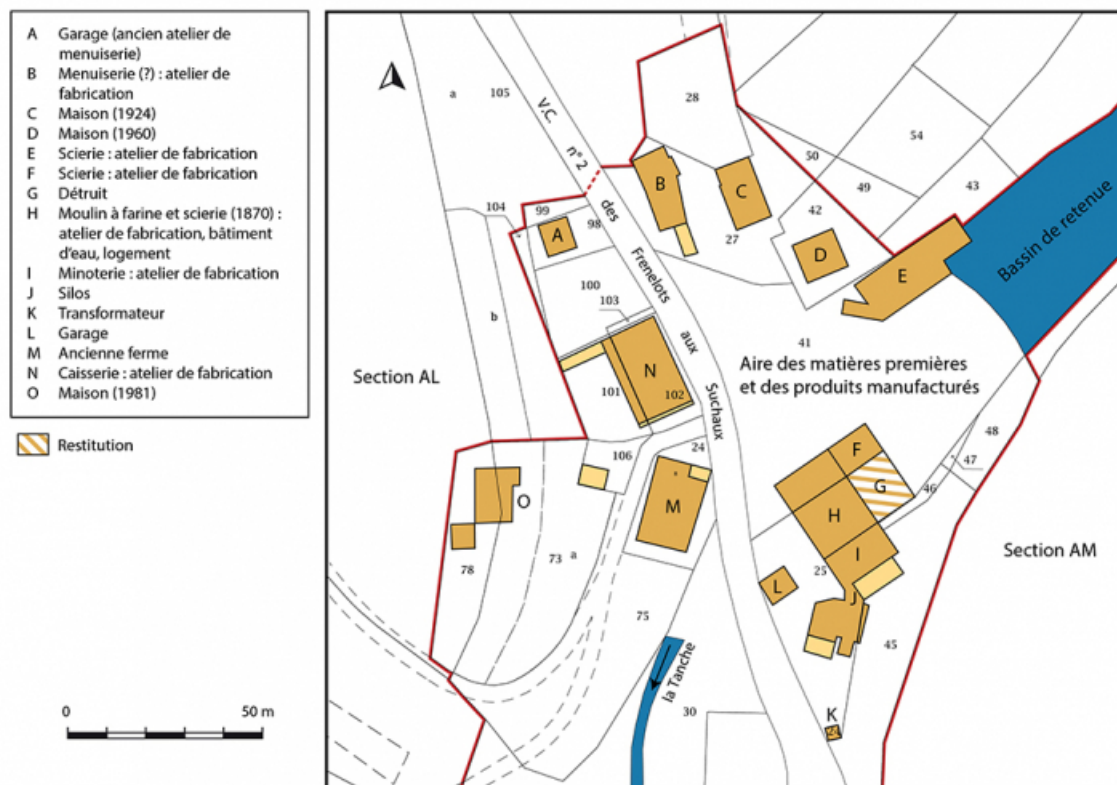 A Garage (ancien atelier de
menuiserie)
B Menuiserie (?) : atelier de
fabrication
C Maison (1924)
D Maison (1960)
E Scierie : atelier de fabrication
F Scierie : atelier de fabrication
G Détruit
H Moulin à farine et scierie (1870) :
atelier de fabrication, bâtiment
d'eau, logement
I Minoterie : atelier de fabrication
J Silos
K Transformateur
L Garage
M Ancienne ferme
N Caisserie : atelier de fabrication
O Maison (1981)
Restitution
0 50 m
a 105
V.C. n° 2 des Frenelots aux Suchaux
28
54
50
49
43
42
B
C
27
D
E
Bassin de retenue
104
99
98
A
100
103
b
41
Aire des matières premières
et des produits manufacturés
Section AL
N
101
102
106
24
48
47
46
F
G
H
I
M
O
78
73 a
Section AM
25
L
J
75
45
la Tanche
30
K